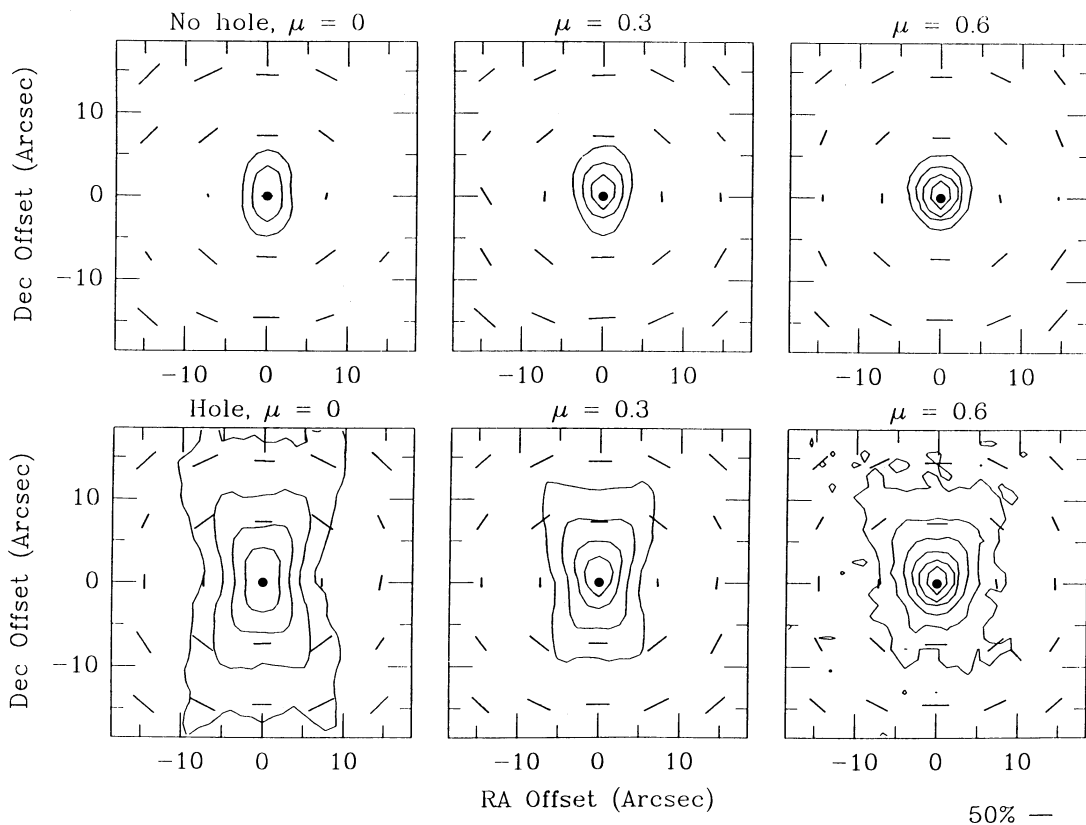 No hole, μ = 0
μ = 0.3
μ = 0.6
Dec Offset (Arcsec)
10
0
−10
−10
0
10
−10
0
10
−10
0
10
Hole, μ = 0
μ = 0.3
μ = 0.6
Dec Offset (Arcsec)
10
0
−10
−10
0
10
−10
0
10
−10
0
10
RA Offset (Arcsec)
50% —